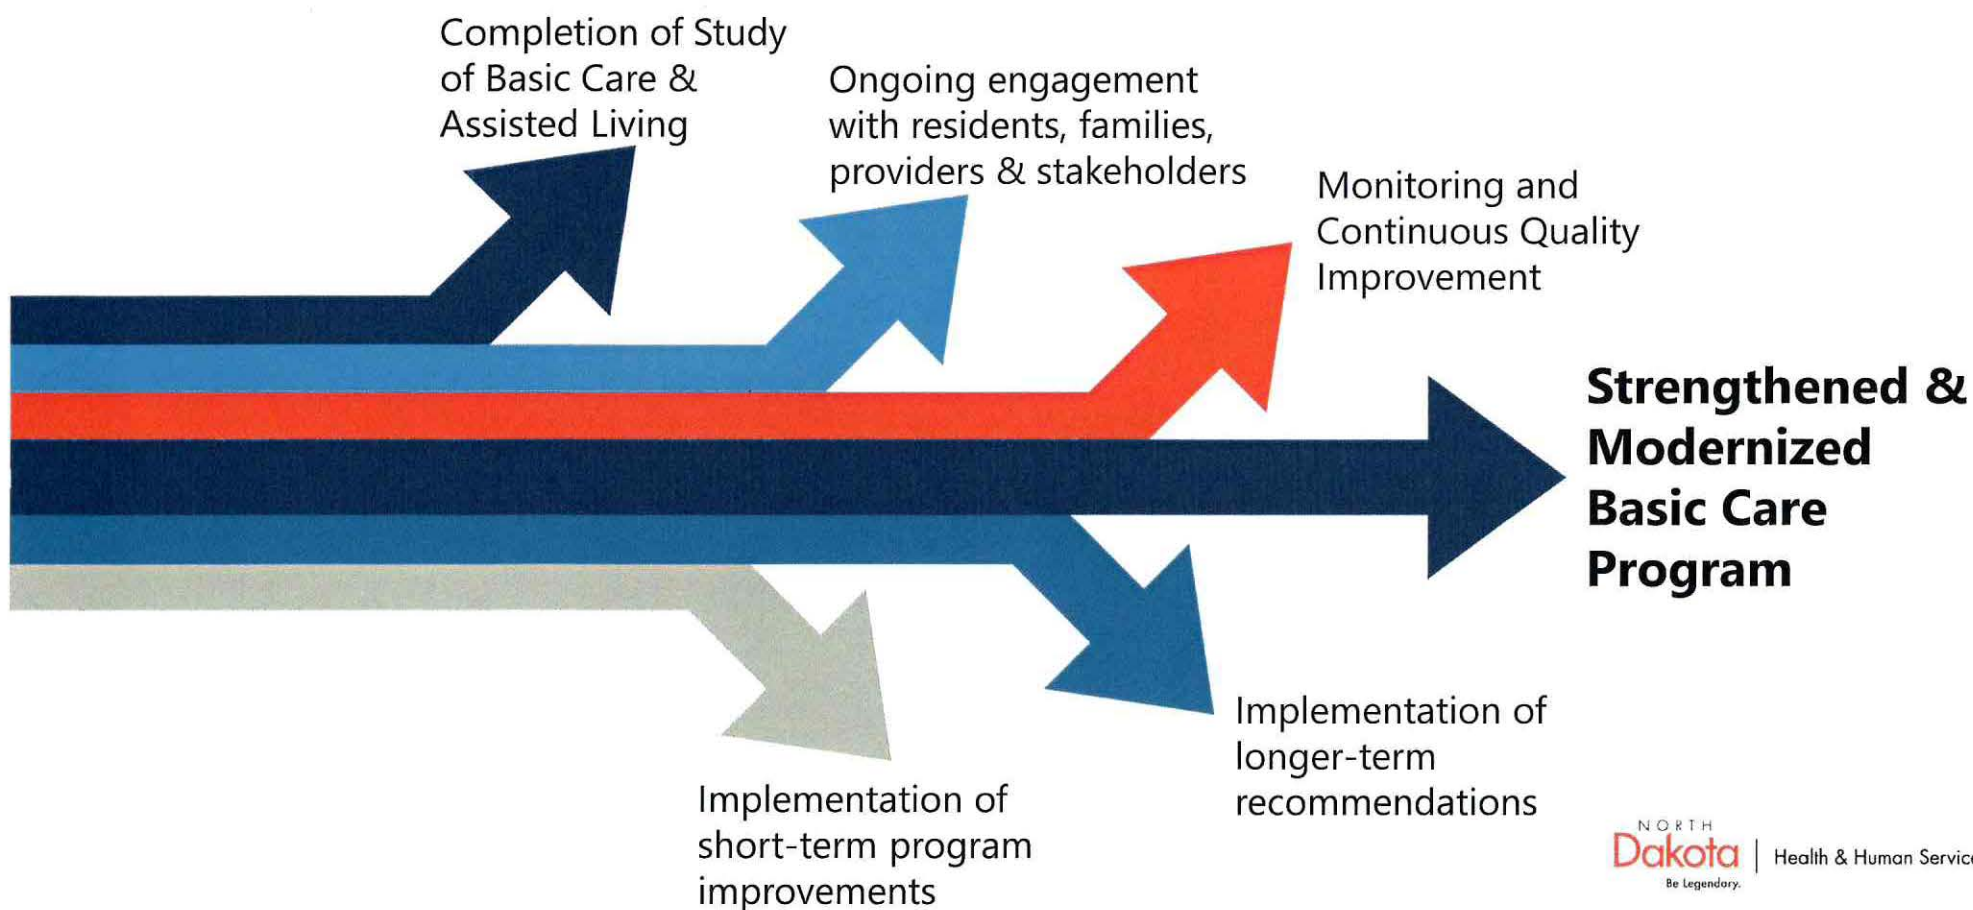 Completion of Study
of Basic Care &
Assisted Living
Ongoing engagement
with residents, families,
providers & stakeholders
Monitoring and
Continuous Quality
Improvement
Strengthened &
Modernized
Basic Care
Program
Implementation of
longer-term
recommendations
Implementation of
short-term program
improvements
NORTH
Dakota
Be Legendary.
Health & Human Service